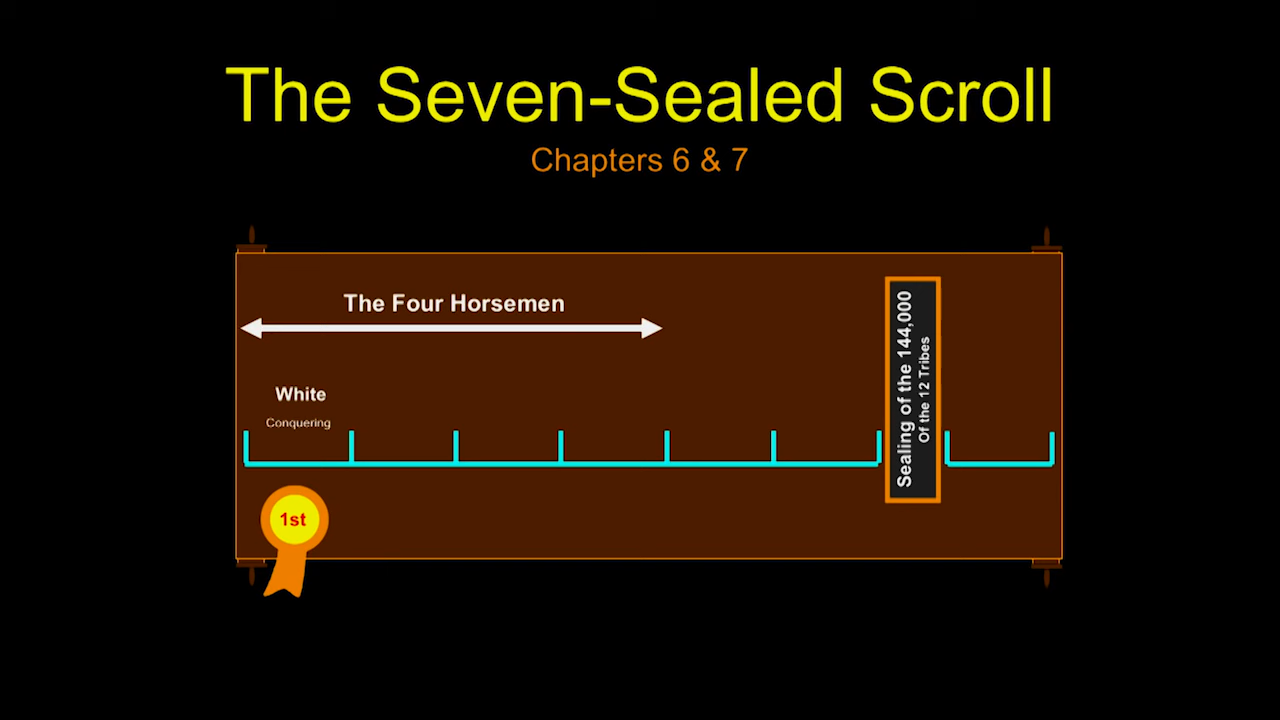 The Seven-Sealed Scroll
Chapters 6 & 7
The Four Horsemen
White
Conquering
1st
Sealing of the 144,000
Of the 12 Tribes